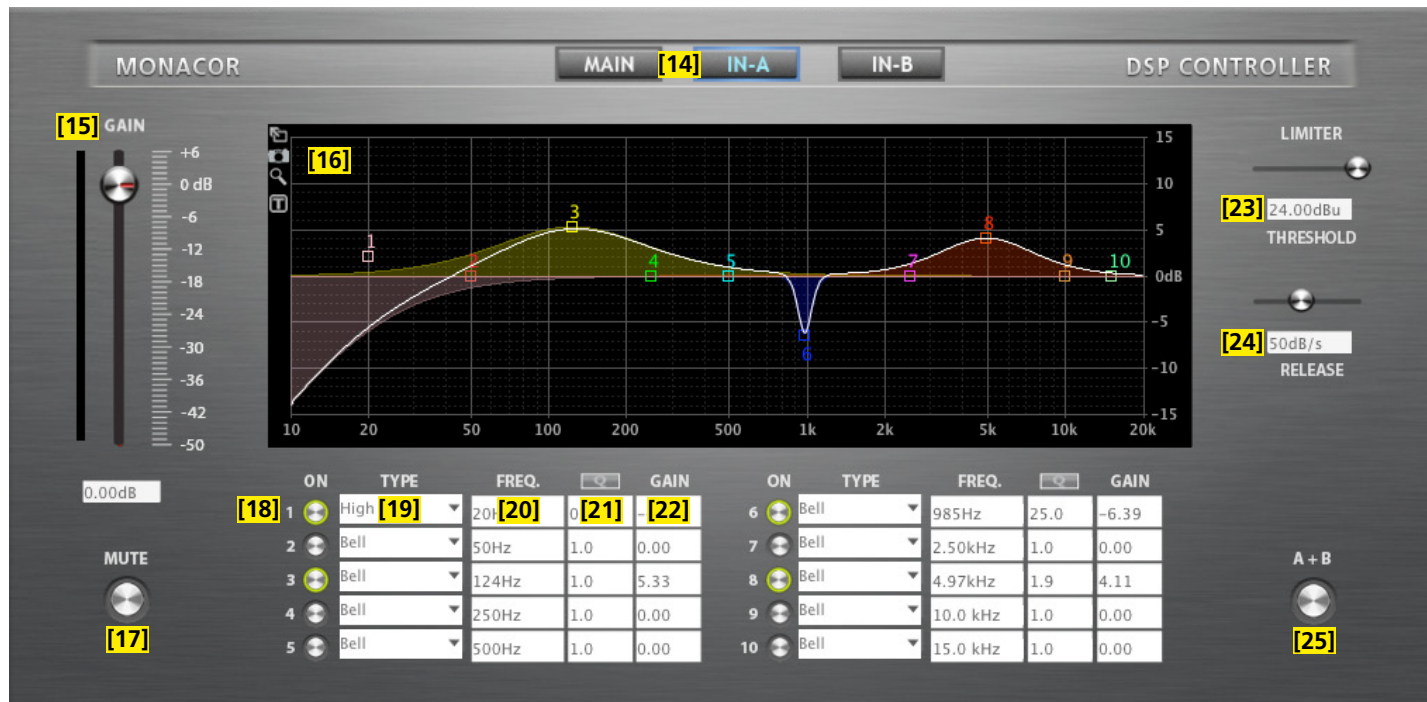 MONACOR MAIN [14] IN-A IN-B DSP CONTROLLER
[15] GAIN
+6
0 dB
-6
-12
-18
-24
-30
-36
-42
-50
0.00dB
MUTE
[17]
[16]
T
15
10
5
0dB
-5
-10
-15
1
2
3
4
5
6
7
8
9
10
10 20 50 100 200 500 1k 2k 5k 10k 20k
LIMITER
[23] 24.00dBu
THRESHOLD
[24] 50dB/s
RELEASE
ON TYPE FREQ. Q GAIN
[18] 1 High [19] [20] [21] [22]
2 Bell 50Hz 1.0 0.00
3 Bell 124Hz 1.0 5.33
4 Bell 250Hz 1.0 0.00
5 Bell 500Hz 1.0 0.00
ON TYPE FREQ. Q GAIN
6 Bell 985Hz 25.0 −6.39
7 Bell 2.50kHz 1.0 0.00
8 Bell 4.97kHz 1.9 4.11
9 Bell 10.0 kHz 1.0 0.00
10 Bell 15.0 kHz 1.0 0.00
A + B
[25]